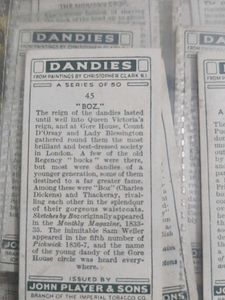 DANDIES
FROM PAINTINGS BY CHRISTOPHER CLARK R.I.
A SERIES OF 50
45
"BOZ."
The reign of the dandies lasted
until well into Queen Victoria's
reign, and at Gore House, Count
D'Orsay and Lady Blessington
gathered round them the most
brilliant and best-dressed society
in London. A few of the old
Regency "bucks" were there, but
most were dandies of a
younger generation, some of them
destined to a far greater fame.
Among these were "Boz" (Charles
Dickens) and Thackeray, rivall-
ing each other in the splendour
of their gorgeous waistcoats.
Sketches by Boz originally appeared
in the Monthly Magazine, 1833-
35. The inimitable Sam Weller
appeared in the fifth number of
Pickwick 1836-7, and the name
of the young dandy of the Gore
House circle was heard every-
where.
ISSUED BY
JOHN PLAYER & SONS
BRANCH OF THE IMPERIAL TOBACCO CO.